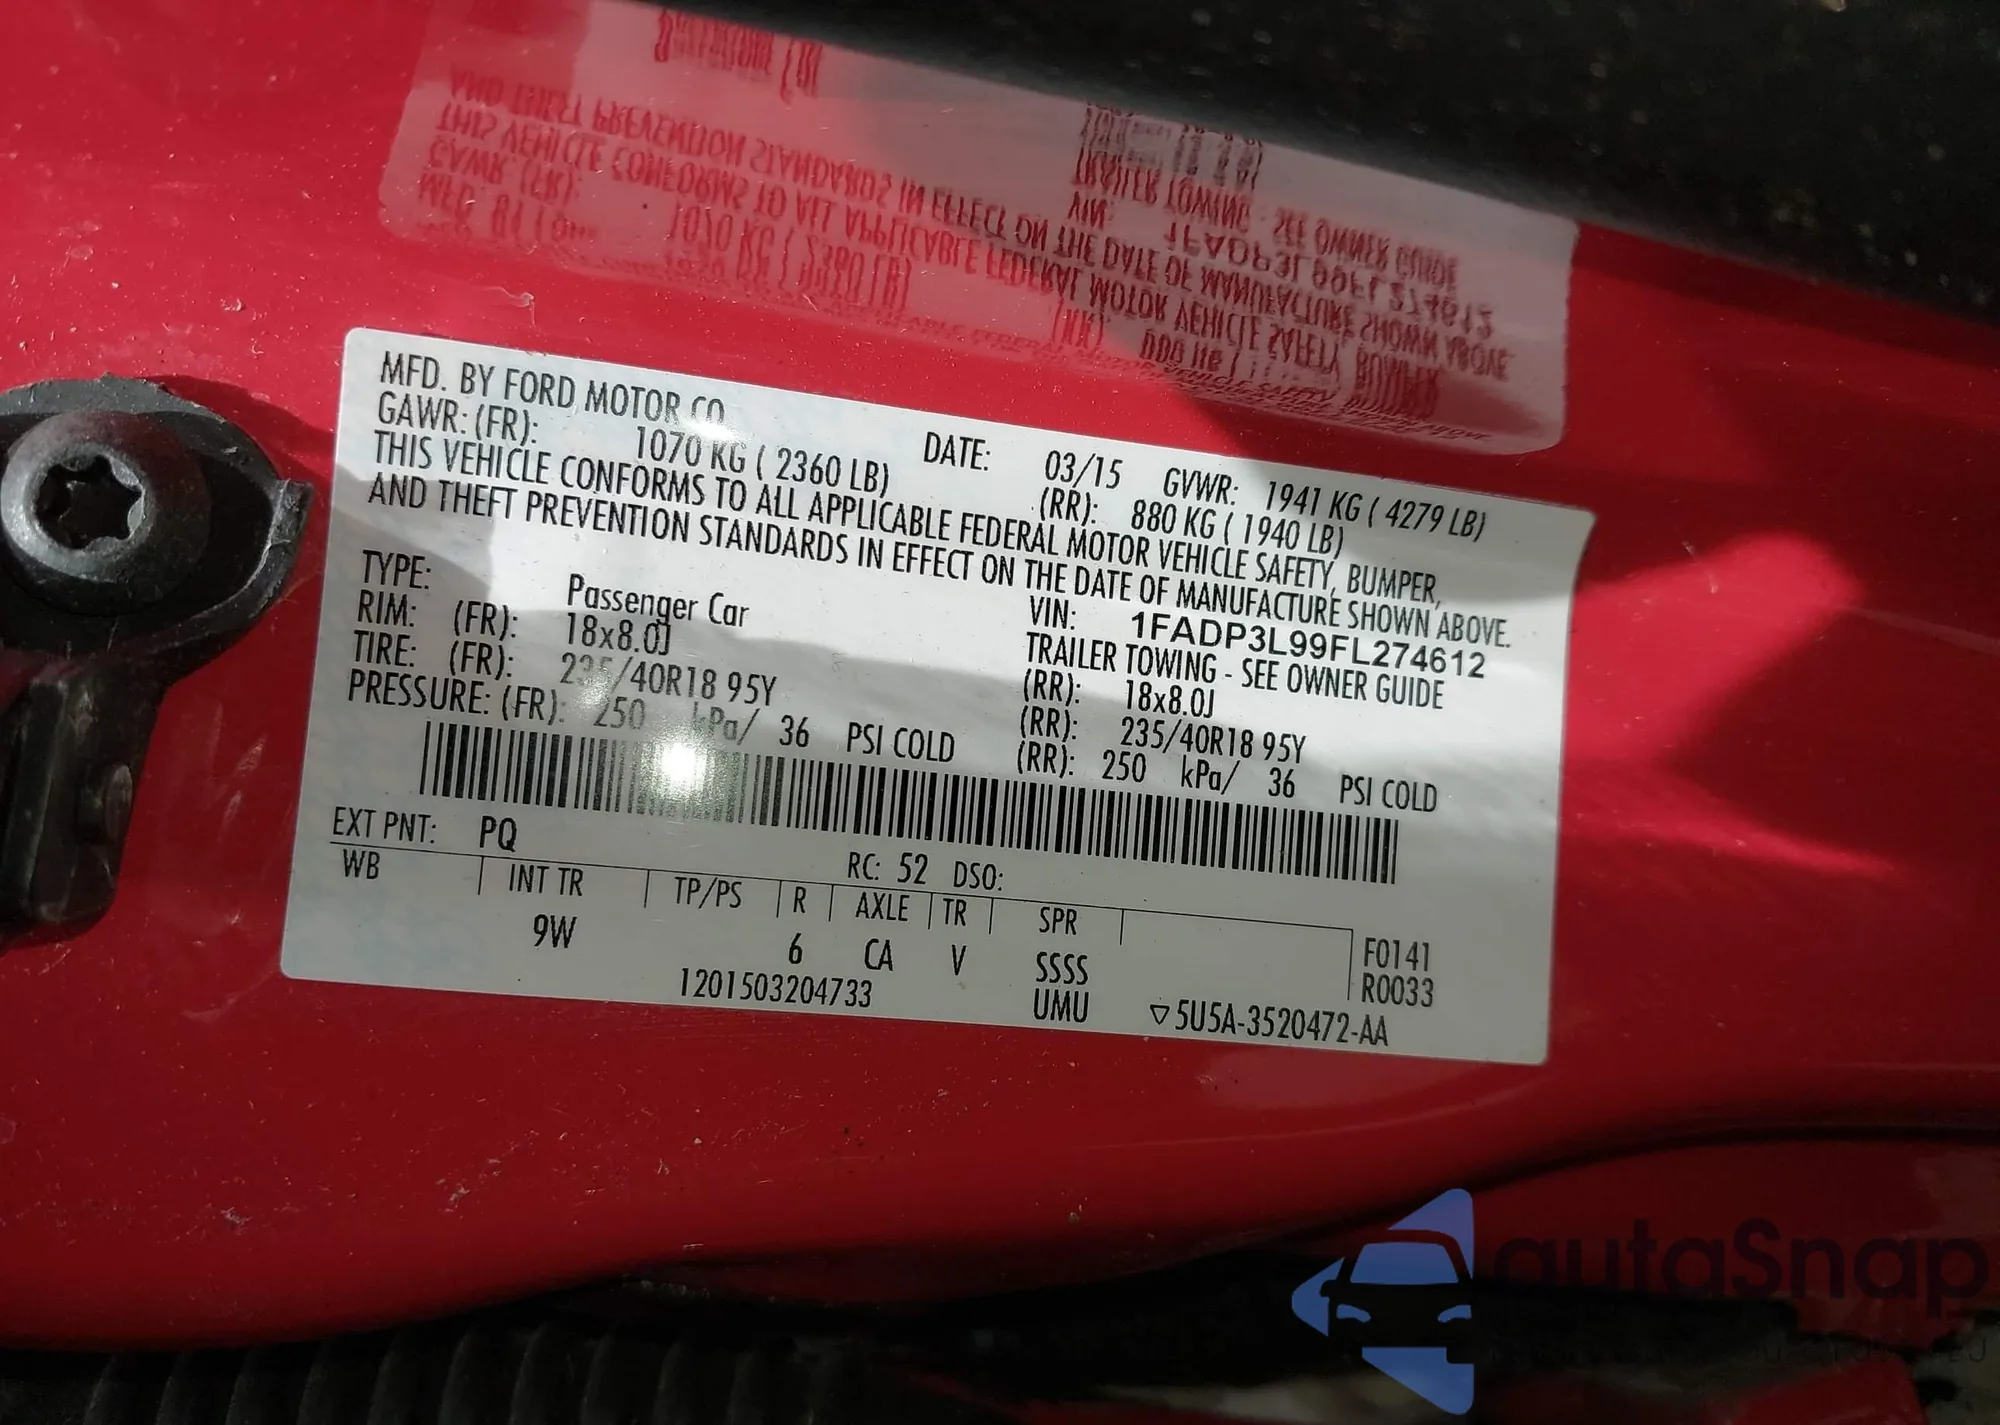 MFD. BY FORD MOTOR CO.
DATE: 03/15 GVWR: 1941 KG ( 4279 LB)
GAWR: (FR): 1070 KG ( 2360 LB) (RR): 880 KG ( 1940 LB)
THIS VEHICLE CONFORMS TO ALL APPLICABLE FEDERAL MOTOR VEHICLE SAFETY, BUMPER,
AND THEFT PREVENTION STANDARDS IN EFFECT ON THE DATE OF MANUFACTURE SHOWN ABOVE.
VIN: 1FADP3L99FL274612
TYPE: Passenger Car TRAILER TOWING - SEE OWNER GUIDE
RIM: (FR): 18x8.0J (RR): 18x8.0J
TIRE: (FR): 235/40R18 95Y (RR): 235/40R18 95Y
PRESSURE: (FR): 250 kPa/ 36 PSI COLD (RR): 250 kPa/ 36 PSI COLD
EXT PNT: PQ RC: 52 DSO:
WB INT TR TP/PS R AXLE TR SPR
F0141
9W 6 CA V SSSS
R0033
1201503204733 UMU ▽5U5A-3520472-AA
autaSnap